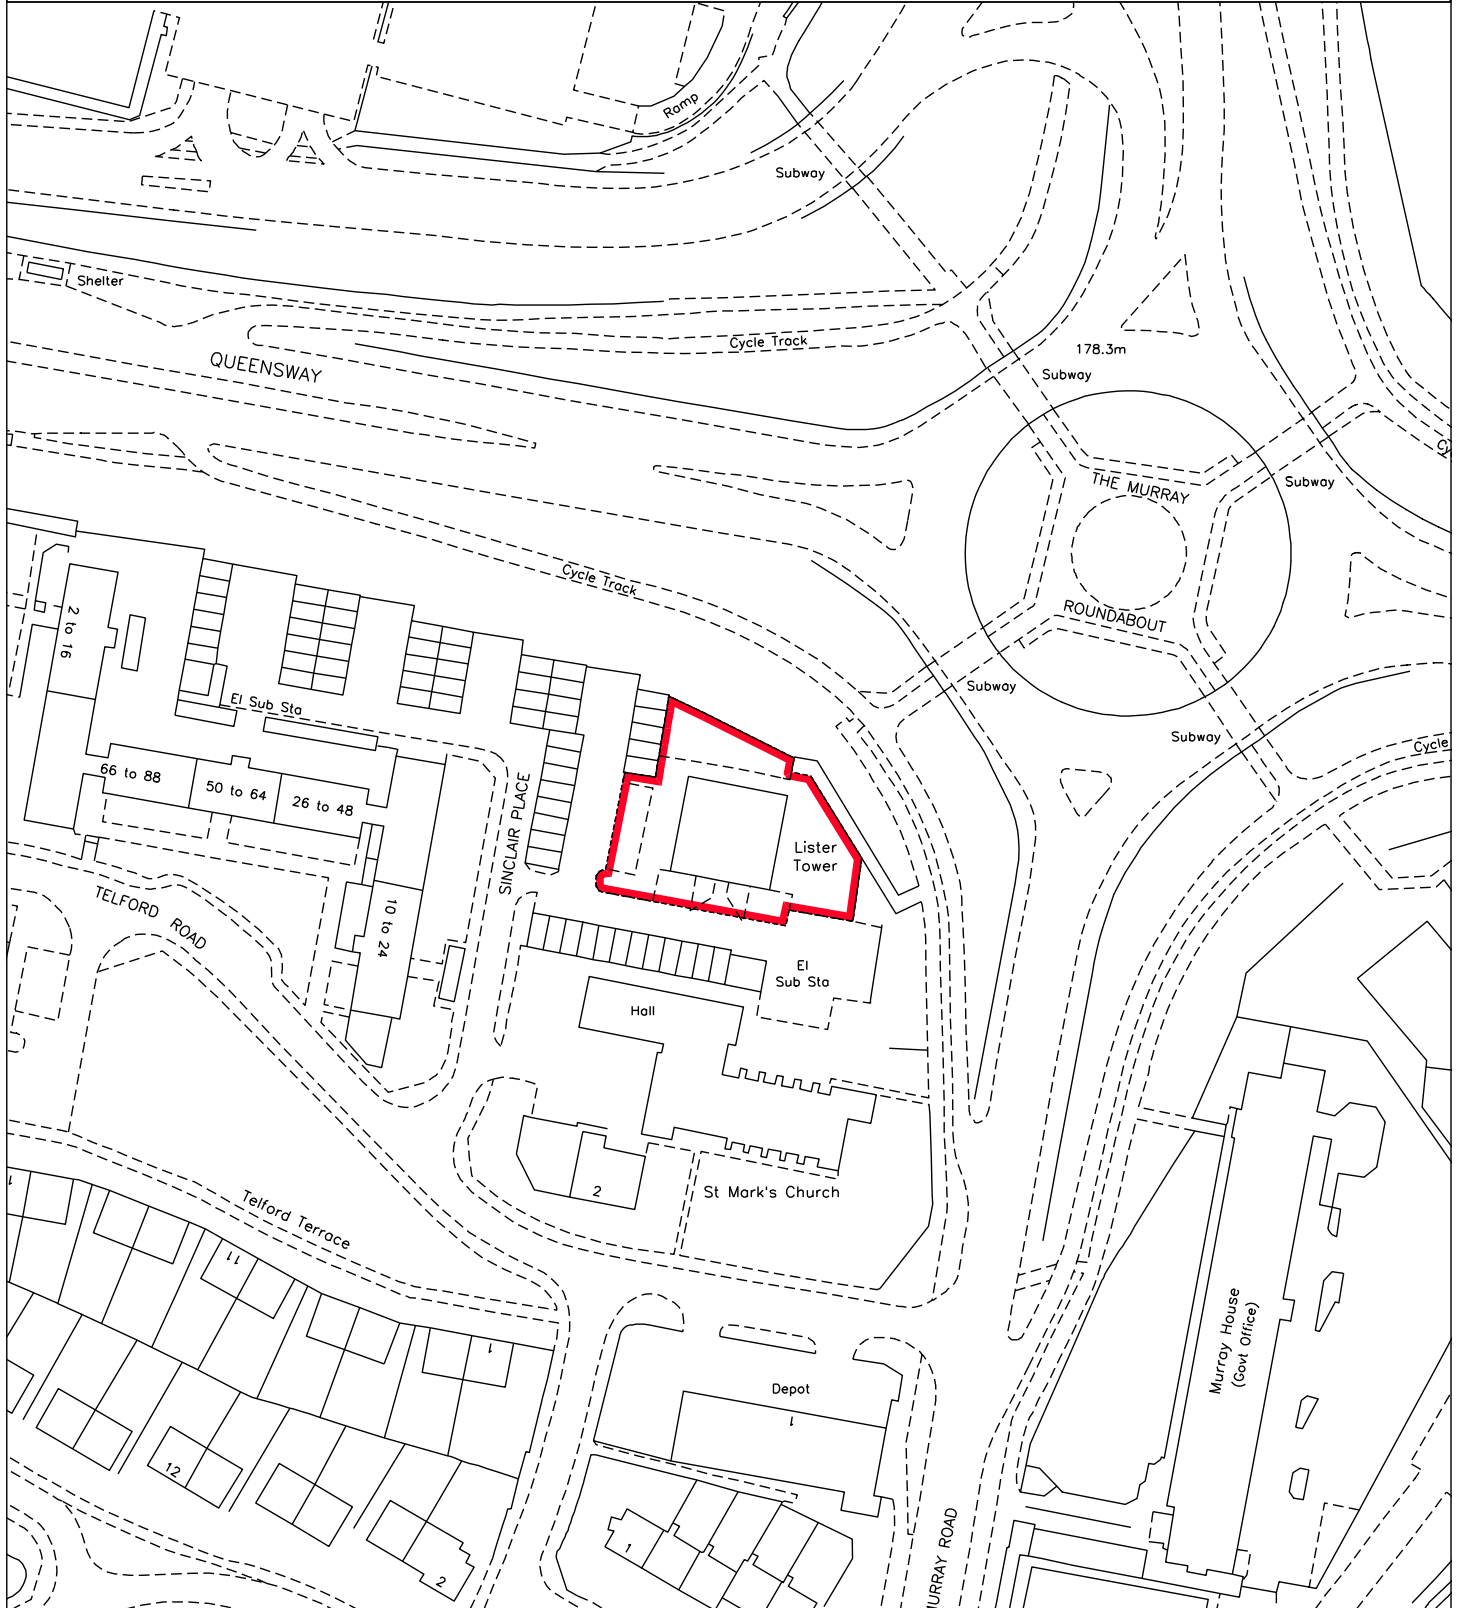 Ramp
Subway
Shelter
Cycle Track
178.3m
QUEENSWAY
Subway
THE MURRAY
Subway
Cycle Track
ROUNDABOUT
2 to 16
El Sub Sta
Subway
Subway
Cycle
66 to 88
50 to 64
26 to 48
SINCLAIR PLACE
Lister
Tower
TELFORD ROAD
10 to 24
El
Sub Sta
Hall
2
St Mark's Church
Telford Terrace
1
11
1
Murray House
(Govt Office)
Depot
1
12
2
1
MURRAY ROAD